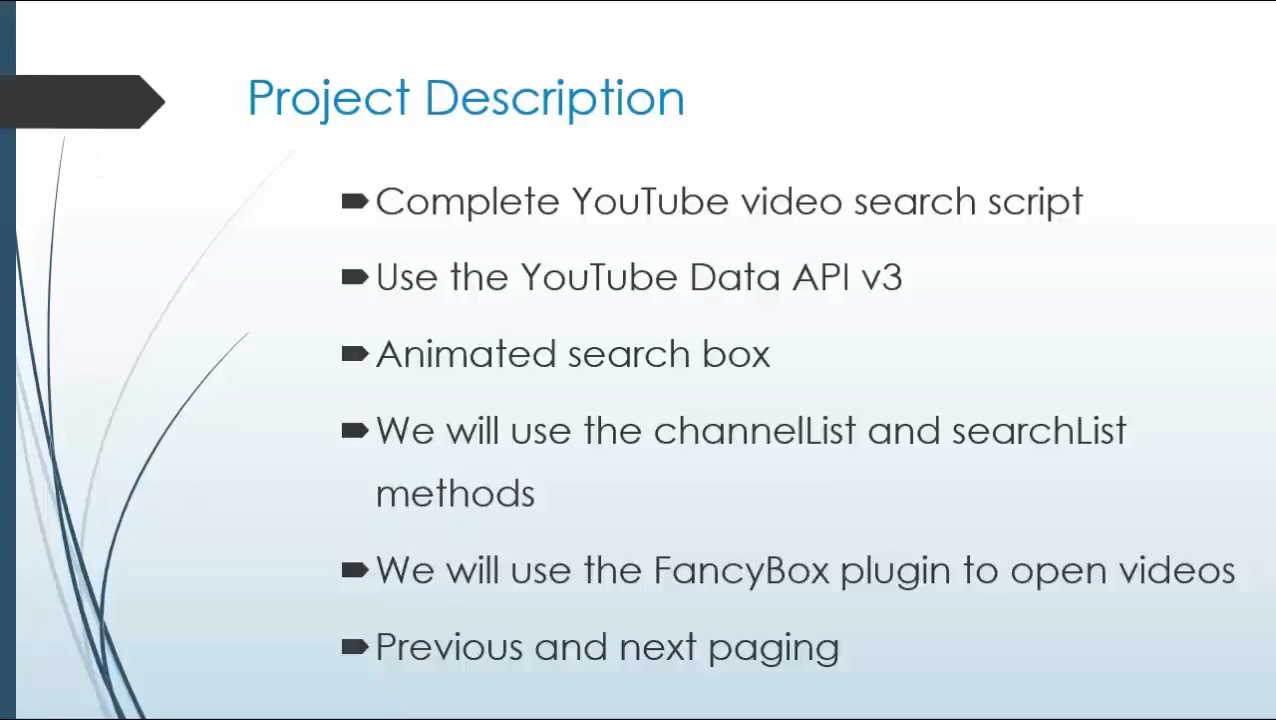 Project Description
Complete YouTube video search script
Use the YouTube Data API v3
Animated search box
We will use the channelList and searchList
methods
We will use the FancyBox plugin to open videos
Previous and next paging